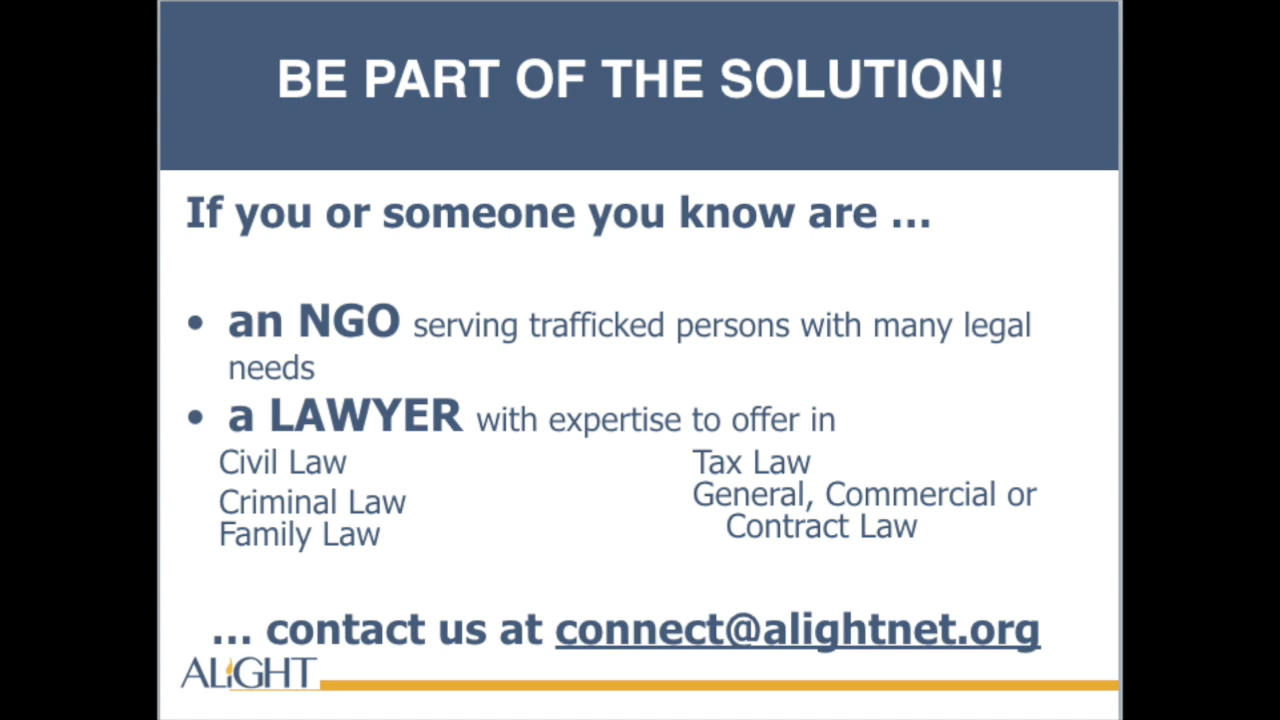 BE PART OF THE SOLUTION!
If you or someone you know are ...
• an NGO serving trafficked persons with many legal
needs
• a LAWYER with expertise to offer in
Civil Law
Criminal Law
Family Law
Tax Law
General, Commercial or
Contract Law
... contact us at connect@alightnet.org
ALiGHT